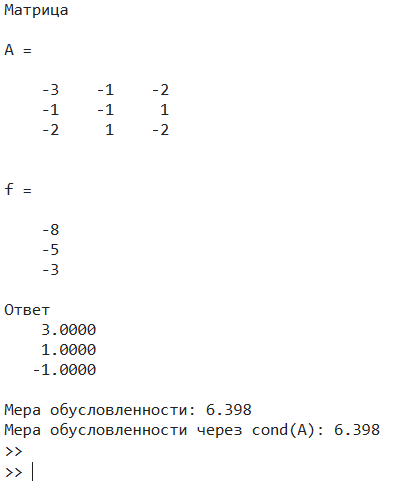 Матрица
A =
-3 -1 -2
-1 -1 1
-2 1 -2
f =
-8
-5
-3
Ответ
3.0000
1.0000
-1.0000
Мера обусловленности: 6.398
Мера обусловленности через cond(A): 6.398
>>
>>